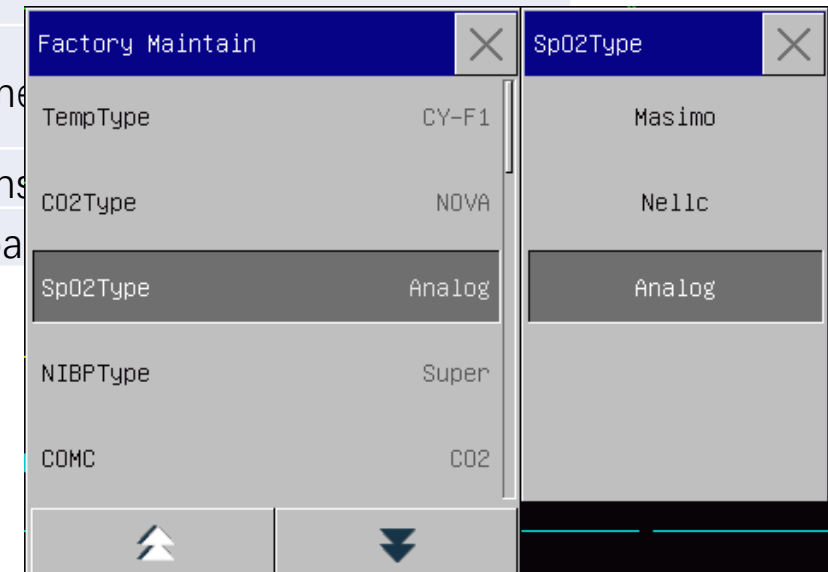 Factory Maintain
TempType CY-F1
CO2Type NOVA
SpO2Type Analog
NIBPType Super
COMC CO2
SpO2Type
Masimo
Nellc
Analog